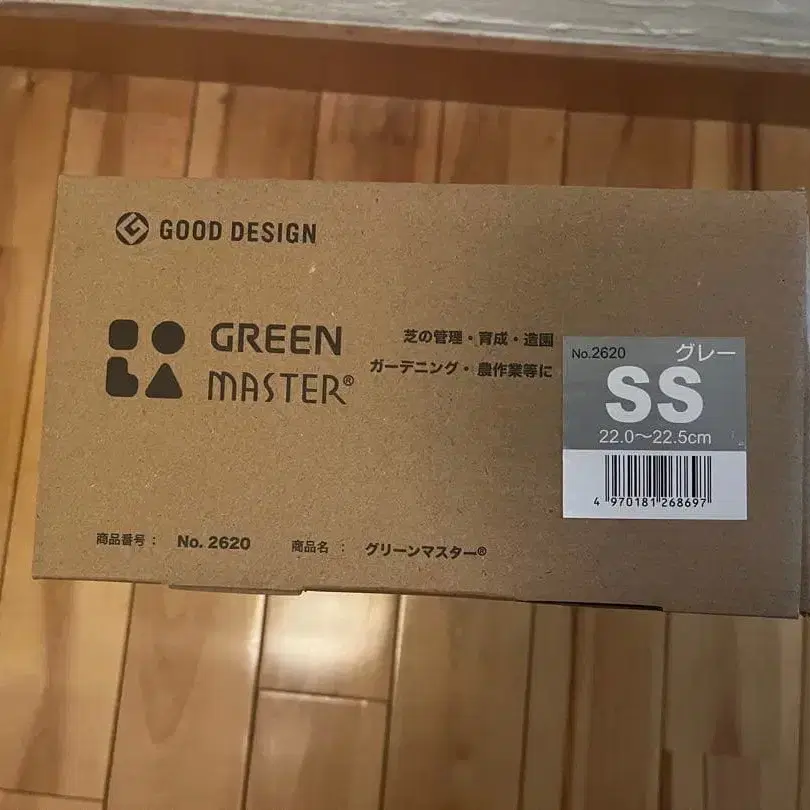 GOOD DESIGN
GREEN
MASTER®
芝の管理・育成・造園
ガーデニング・農作業等に
No.2620 グレー
SS
22.0～22.5cm
4 970181 268697
商品番号： No. 2620 商品名： グリーンマスター®